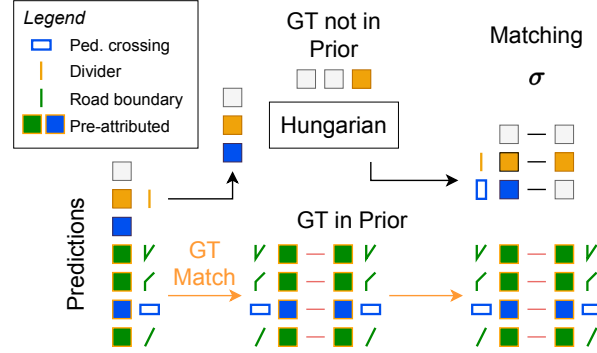 Legend
Ped. crossing
Divider
Road boundary
Pre-attributed
GT not in
Prior
Hungarian
Matching
σ
Predictions
GT
Match
GT in Prior